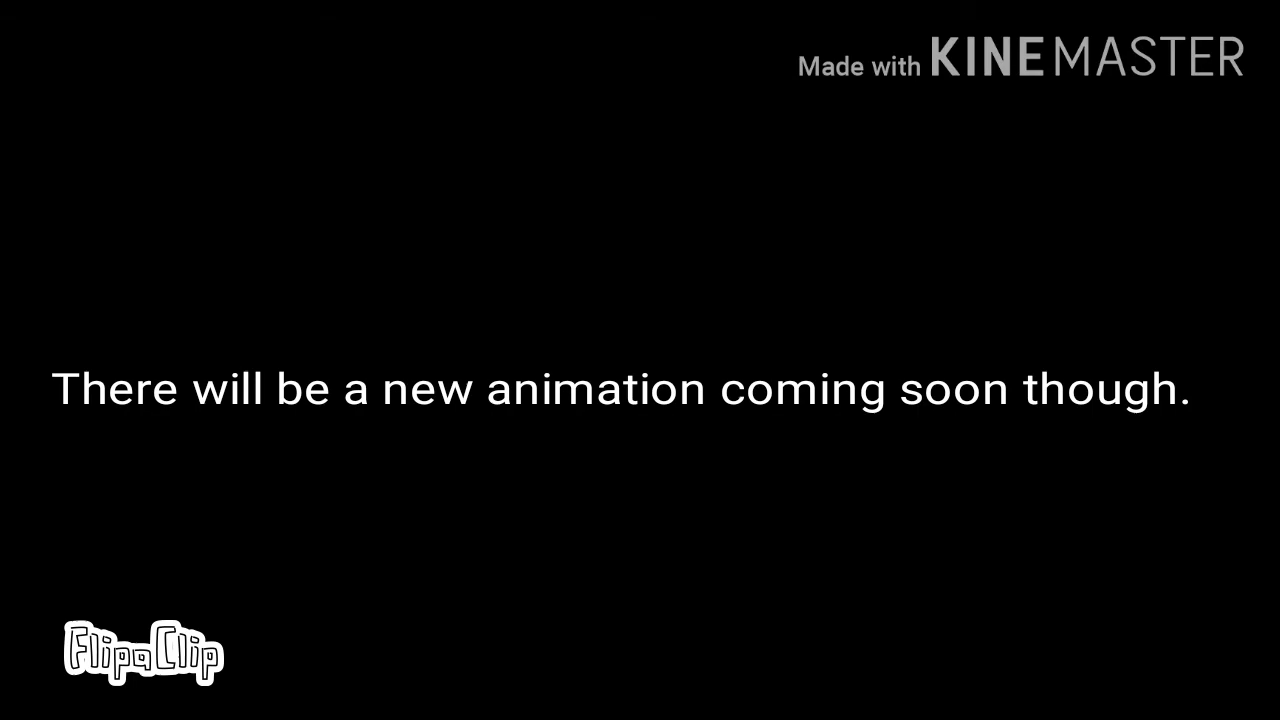 Made with KINEMASTER
There will be a new animation coming soon though.
FlipaClip